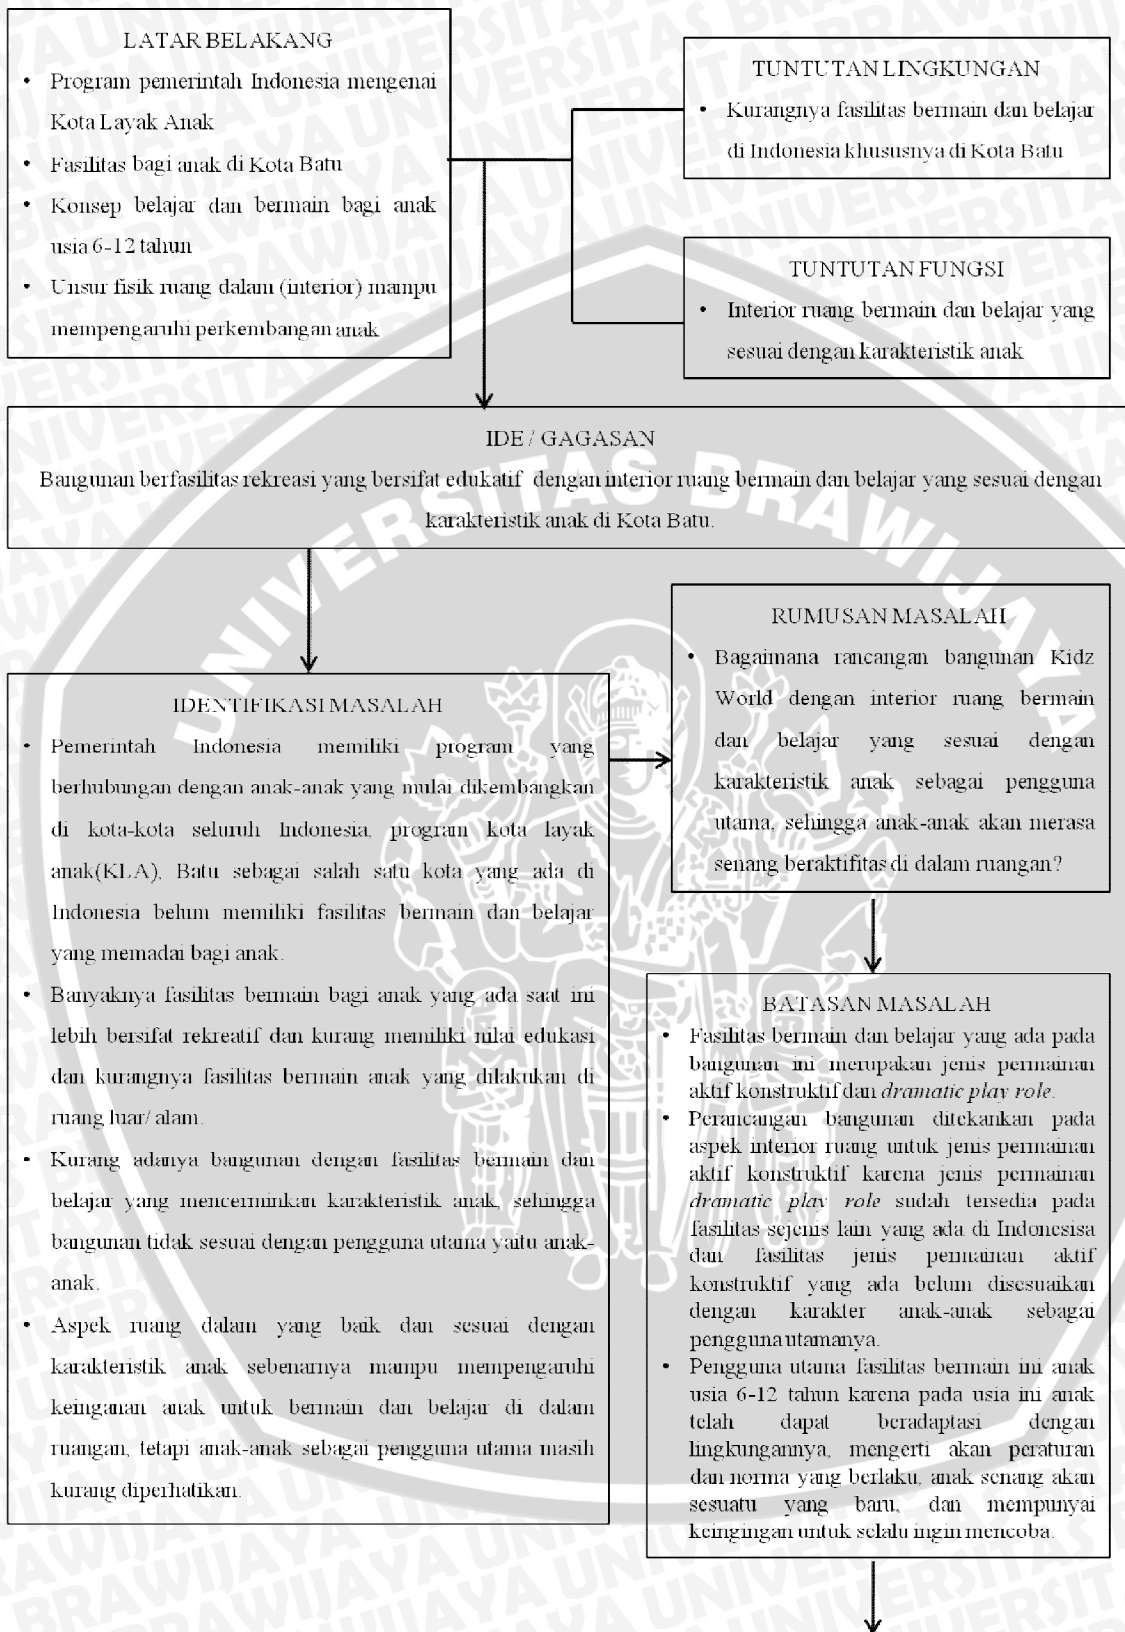 LATAR BELAKANG
• Program pemerintah Indonesia mengenai
Kota Layak Anak
• Fasilitas bagi anak di Kota Batu
• Konsep belajar dan bermain bagi anak
usia 6-12 tahun
• Unsur fisik ruang dalam (interior) mampu
mempengaruhi perkembangan anak
TUNTUTAN LINGKUNGAN
• Kurangnya fasilitas bermain dan belajar
di Indonesia khususnya di Kota Batu
TUNTUTAN FUNGSI
• Interior ruang bermain dan belajar yang
sesuai dengan karakteristik anak
IDE / GAGASAN
Bangunan berfasilitas rekreasi yang bersifat edukatif dengan interior ruang bermain dan belajar yang sesuai dengan
karakteristik anak di Kota Batu.
IDENTIFIKASI MASALAH
• Pemerintah Indonesia memiliki program yang
berhubungan dengan anak-anak yang mulai dikembangkan
di kota-kota seluruh Indonesia, program kota layak
anak(KLA), Batu sebagai salah satu kota yang ada di
Indonesia belum memiliki fasilitas bermain dan belajar
yang memadai bagi anak.
• Banyaknya fasilitas bermain bagi anak yang ada saat ini
lebih bersifat rekreatif dan kurang memiliki nilai edukasi
dan kurangnya fasilitas bermain anak yang dilakukan di
ruang luar/ alam.
• Kurang adanya bangunan dengan fasilitas bermain dan
belajar yang mencerminkan karakteristik anak, sehingga
bangunan tidak sesuai dengan pengguna utama yaitu anak-
anak.
• Aspek ruang dalam yang baik dan sesuai dengan
karakteristik anak sebenarnya mampu mempengaruhi
keinganan anak untuk bermain dan belajar di dalam
ruangan, tetapi anak-anak sebagai pengguna utama masih
kurang diperhatikan.
RUMUSAN MASALAH
• Bagaimana rancangan bangunan Kidz
World dengan interior ruang bermain
dan belajar yang sesuai dengan
karakteristik anak sebagai pengguna
utama, sehingga anak-anak akan merasa
senang beraktifitas di dalam ruangan?
BATASAN MASALAH
• Fasilitas bermain dan belajar yang ada pada
bangunan ini merupakan jenis permainan
aktif konstruktif dan dramatic play role.
• Perancangan bangunan ditekankan pada
aspek interior ruang untuk jenis permainan
aktif konstruktif karena jenis permainan
dramatic play role sudah tersedia pada
fasilitas sejenis lain yang ada di Indonesisa
dan fasilitas jenis permainan aktif
konstruktif yang ada belum disesuaikan
dengan karakter anak-anak sebagai
pengguna utamanya.
• Pengguna utama fasilitas bermain ini anak
usia 6-12 tahun karena pada usia ini anak
telah dapat beradaptasi dengan
lingkungannya, mengerti akan peraturan
dan norma yang berlaku, anak senang akan
sesuatu yang baru, dan mempunyai
keingingan untuk selalu ingin mencoba.
UNIVERSITAS BRAWIJAYA